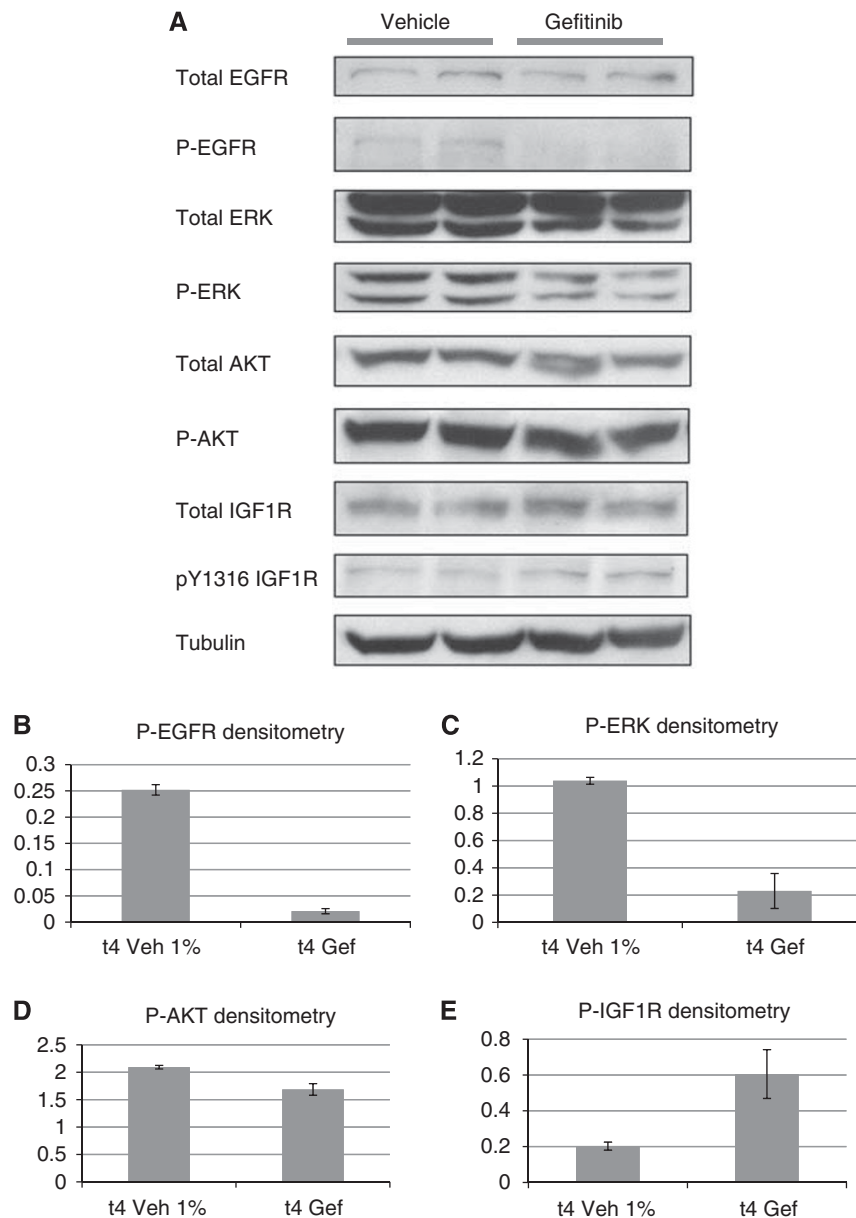 A
Vehicle Gefitinib
Total EGFR
P-EGFR
Total ERK
P-ERK
Total AKT
P-AKT
Total IGF1R
pY1316 IGF1R
Tubulin
B
P-EGFR densitometry
0.3
0.25
0.2
0.15
0.1
0.05
0
t4 Veh 1% t4 Gef
C
P-ERK densitometry
1.2
1
0.8
0.6
0.4
0.2
0
t4 Veh 1% t4 Gef
D
P-AKT densitometry
2.5
2
1.5
1
0.5
0
t4 Veh 1% t4 Gef
E
P-IGF1R densitometry
0.8
0.6
0.4
0.2
0
t4 Veh 1% t4 Gef